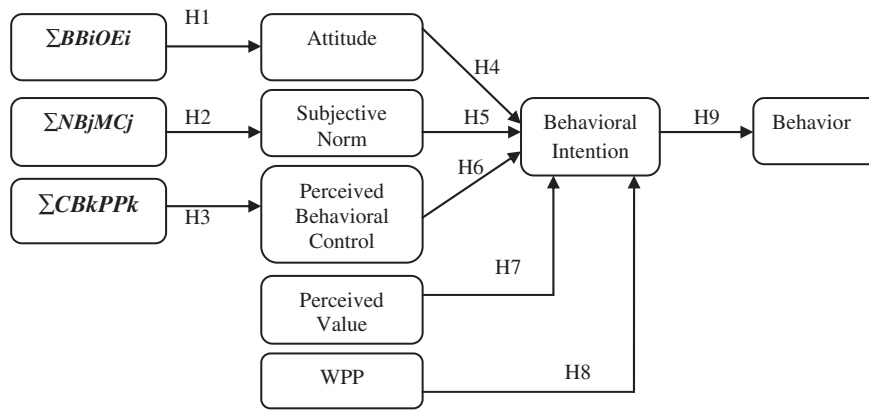 H1
∑BBiOEi
Attitude
H4
∑NBjMCj
H2
Subjective
Norm
H5
Behavioral
Intention
H9
Behavior
∑CBkPPk
H3
Perceived
Behavioral
Control
H6
H7
Perceived
Value
WPP
H8